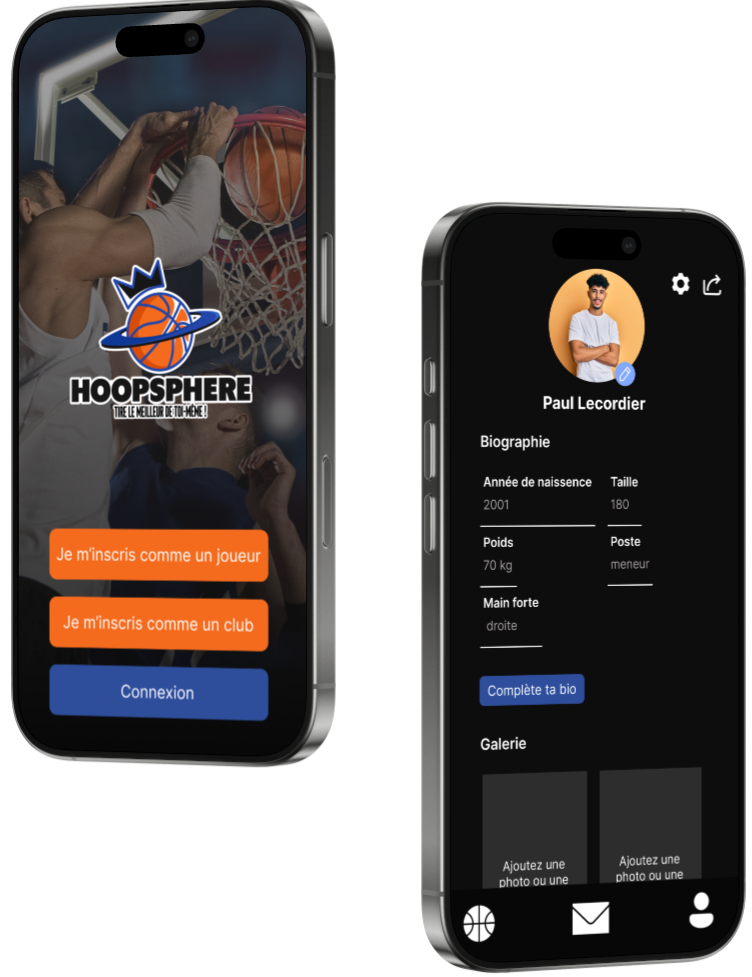 HOOPSPHERE
TIRE LE MEILLEUR DE TOI-MÊME !
Je m'inscris comme un joueur
Je m'inscris comme un club
Connexion
Paul Lecordier
Biographie
Année de naissence Taille
2001 180
Poids Poste
70 kg meneur
Main forte
droite
Complète ta bio
Galerie
Ajoutez une Ajoutez une
photo ou une photo ou une